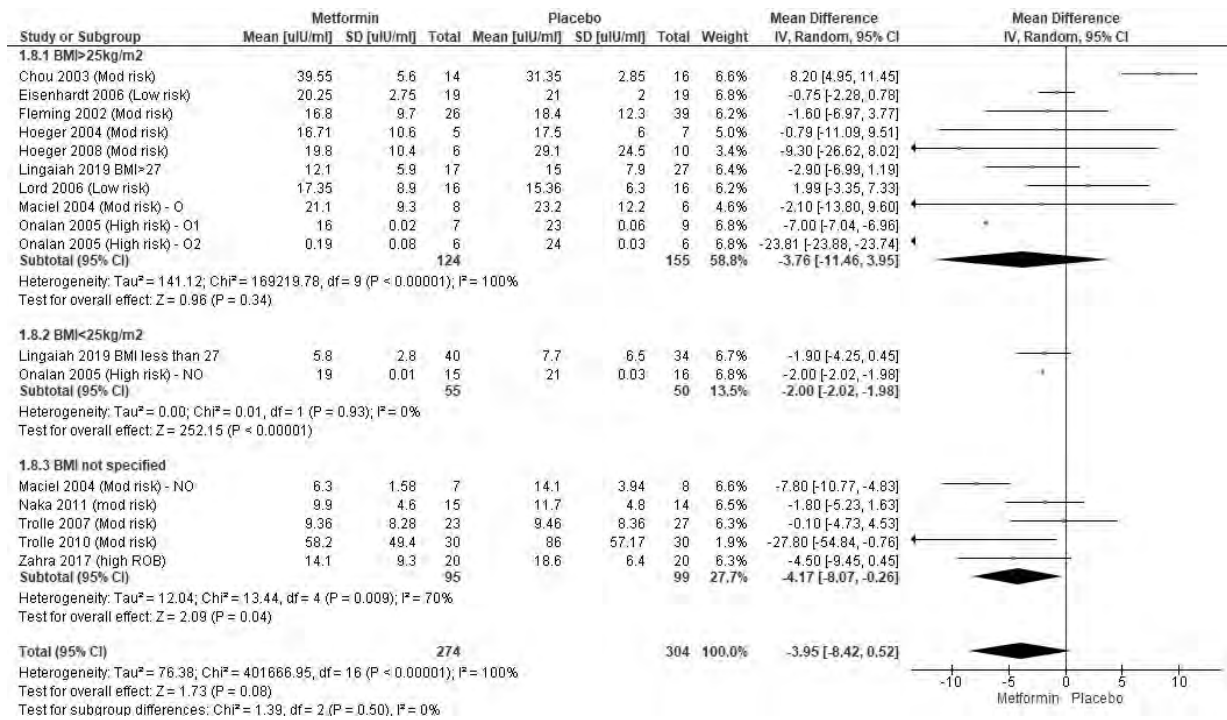 Metformin Placebo Mean Difference Mean Difference
Study or Subgroup Mean [uIU/ml] SD [uIU/ml] Total Mean [uIU/ml] SD [uIU/ml] Total Weight IV, Random, 95% CI IV, Random, 95% CI
1.8.1 BMI>25kg/m2
Chou 2003 (Mod risk) 39.55 5.6 14 31.35 2.85 16 6.6% 8.20 [4.95, 11.45]
Eisenhardt 2006 (Low risk) 20.25 2.75 19 21 2 19 6.8% -0.75 [-2.28, 0.78]
Fleming 2002 (Mod risk) 16.8 9.7 26 18.4 12.3 39 6.2% -1.60 [-6.97, 3.77]
Hoeger 2004 (Mod risk) 16.71 10.6 5 17.5 6 7 5.0% -0.79 [-11.09, 9.51]
Hoeger 2008 (Mod risk) 19.8 10.4 6 29.1 24.5 10 3.4% -9.30 [-26.62, 8.02]
Lingaiah 2019 BMI>27 12.1 5.9 17 15 7.9 27 6.5% -2.90 [-6.99, 1.19]
Lord 2006 (Low risk) 17.35 8.9 16 15.36 6.3 16 6.2% 1.99 [-3.35, 7.33]
Maciel 2004 (Mod risk) - O 21.1 9.3 8 23.2 12.2 6 4.6% -2.10 [-13.80, 9.60]
Onalan 2005 (High risk) - O1 16 0.02 7 23 0.06 9 6.8% -7.00 [-7.04, -6.96]
Onalan 2005 (High risk) - O2 0.19 0.08 6 24 0.03 6 6.8% -23.81 [-23.88, -23.74]
Subtotal (95% CI) 124 155 58.8% -3.76 [-11.46, 3.95]
Heterogeneity: Tau² = 141.12; Chi² = 169219.78, df = 9 (P < 0.00001); I² = 100%
Test for overall effect: Z = 0.96 (P = 0.34)
1.8.2 BMI<25kg/m2
Lingaiah 2019 BMI less than 27 5.8 2.8 40 7.7 6.5 34 6.7% -1.90 [-4.25, 0.45]
Onalan 2005 (High risk) - NO 19 0.01 15 21 0.03 16 6.8% -2.00 [-2.02, -1.98]
Subtotal (95% CI) 55 50 13.5% -2.00 [-2.02, -1.98]
Heterogeneity: Tau² = 0.00; Chi² = 0.01, df = 1 (P = 0.93); I² = 0%
Test for overall effect: Z = 252.15 (P < 0.00001)
1.8.3 BMI not specified
Maciel 2004 (Mod risk) - NO 6.3 1.58 7 14.1 3.94 8 6.6% -7.80 [-10.77, -4.83]
Naka 2011 (mod risk) 9.9 4.6 15 11.7 4.8 14 6.6% -1.80 [-5.23, 1.63]
Trolle 2007 (Mod risk) 9.36 8.28 23 9.46 8.36 27 6.3% -0.10 [-4.73, 4.53]
Trolle 2010 (Mod risk) 58.2 49.4 30 86 57.17 30 1.9% -27.80 [-54.84, -0.76]
Zahra 2017 (high ROB) 14.1 9.3 20 18.6 6.4 20 6.3% -4.50 [-9.45, 0.45]
Subtotal (95% CI) 95 99 27.7% -4.17 [-8.07, -0.26]
Heterogeneity: Tau² = 12.04; Chi² = 13.44, df = 4 (P = 0.009); I² = 70%
Test for overall effect: Z = 2.09 (P = 0.04)
Total (95% CI) 274 304 100.0% -3.95 [-8.42, 0.52]
Heterogeneity: Tau² = 76.38; Chi² = 401666.95, df = 16 (P < 0.00001); I² = 100%
Test for overall effect: Z = 1.73 (P = 0.08)
Test for subgroup differences: Chi² = 1.39, df = 2 (P = 0.50), I² = 0%
-10 -5 0 5 10
Metformin Placebo